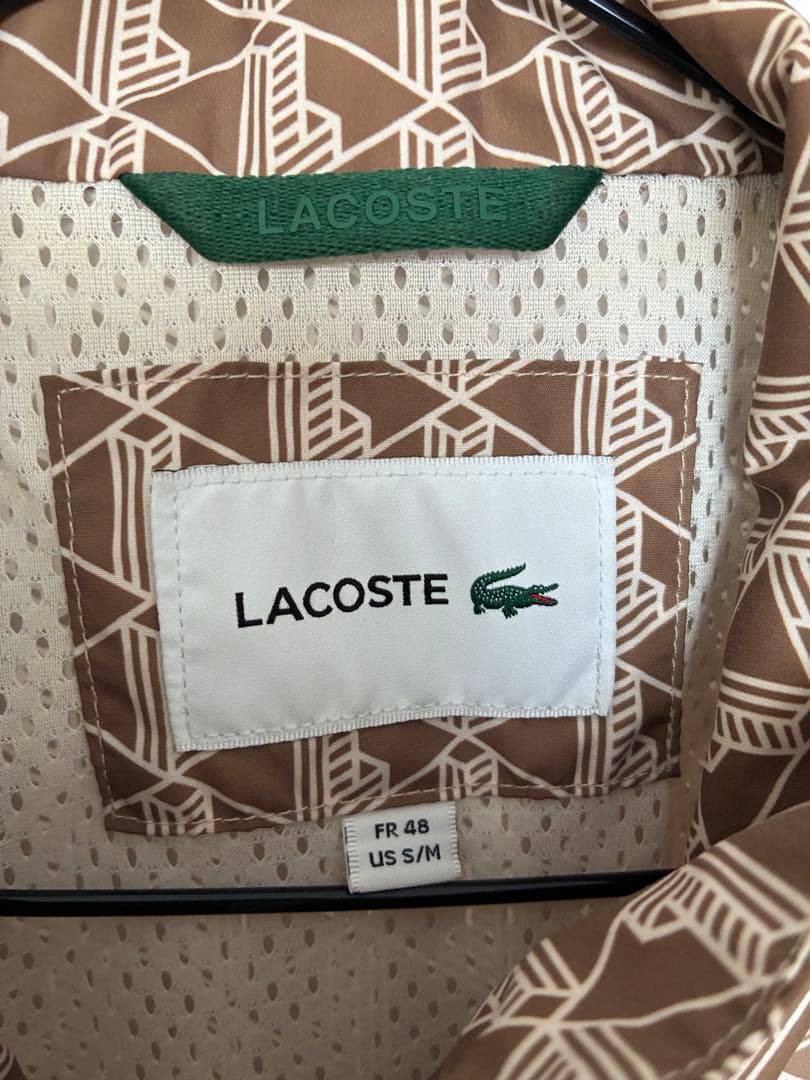 LACOSTE
LACOSTE
FR 48
US S/M